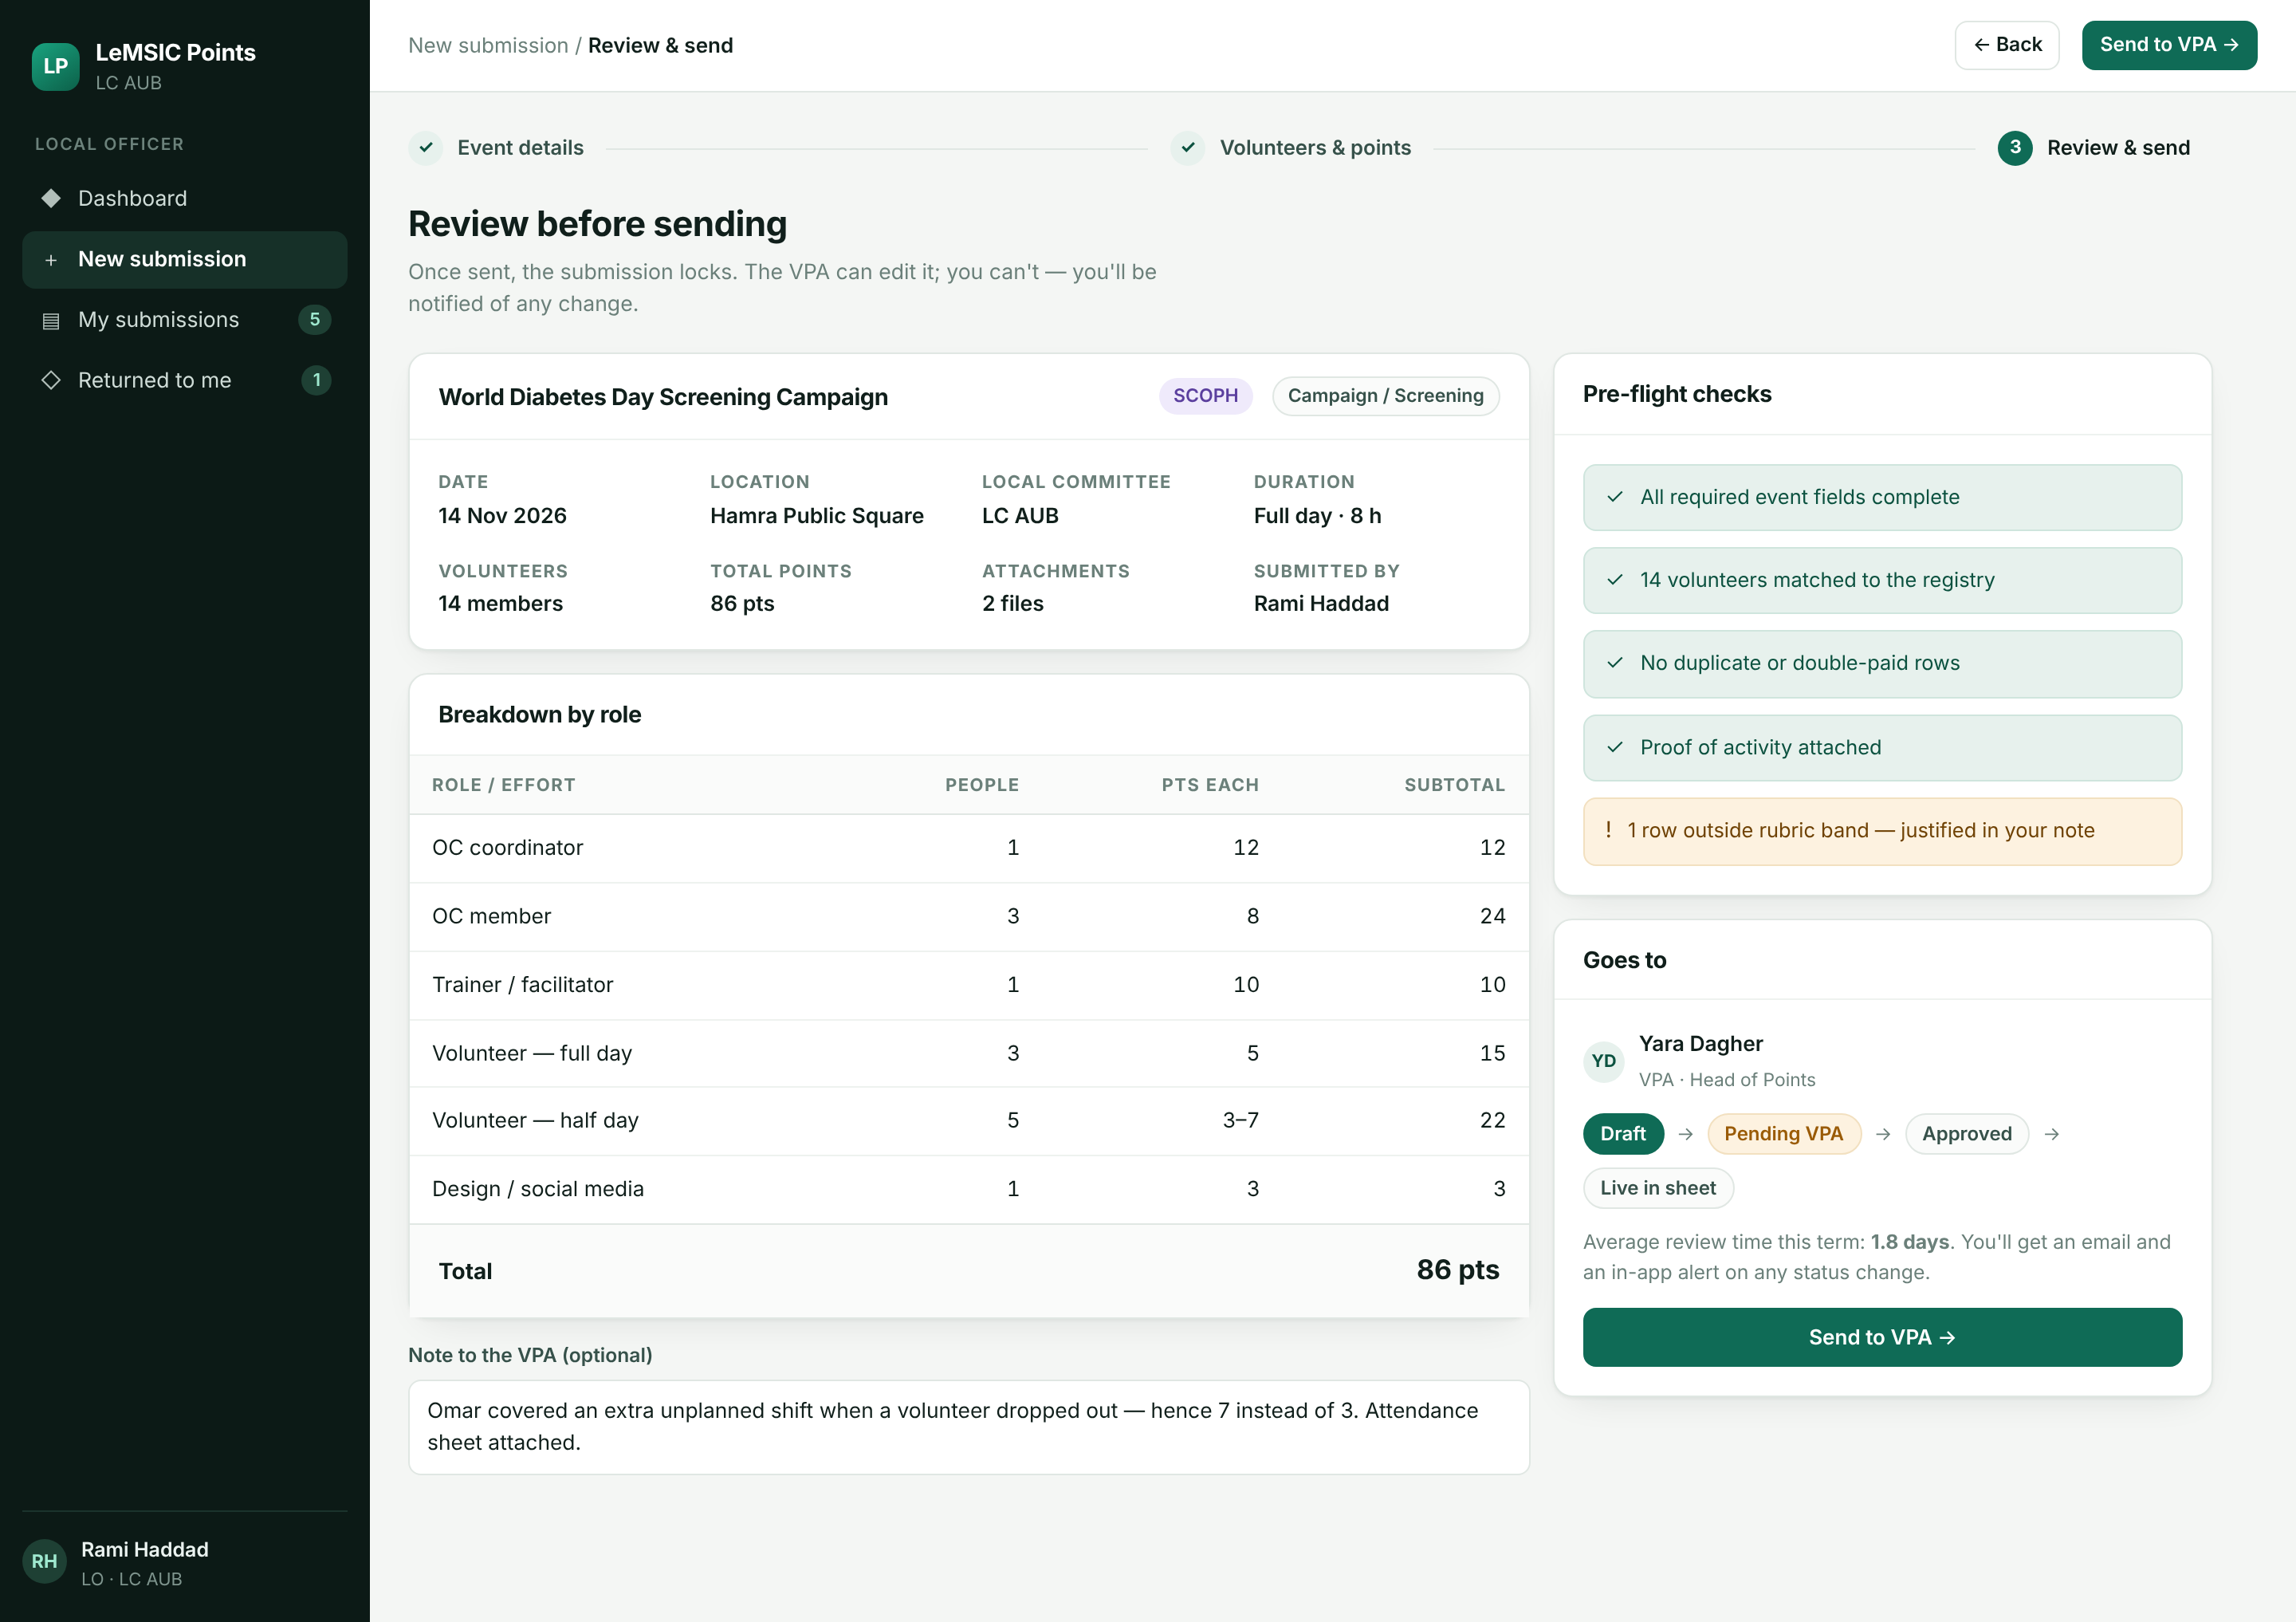 LP
LeMSIC Points
LC AUB
LOCAL OFFICER
Dashboard
New submission
My submissions 5
Returned to me 1
RH
Rami Haddad
LO · LC AUB
New submission / Review & send
← Back
Send to VPA →
Event details
Volunteers & points
3 Review & send
Review before sending
Once sent, the submission locks. The VPA can edit it; you can't — you'll be
notified of any change.
World Diabetes Day Screening Campaign
SCOPH
Campaign / Screening
DATE LOCATION LOCAL COMMITTEE DURATION
14 Nov 2026 Hamra Public Square LC AUB Full day · 8 h
VOLUNTEERS TOTAL POINTS ATTACHMENTS SUBMITTED BY
14 members 86 pts 2 files Rami Haddad
Breakdown by role
ROLE / EFFORT PEOPLE PTS EACH SUBTOTAL
OC coordinator 1 12 12
OC member 3 8 24
Trainer / facilitator 1 10 10
Volunteer — full day 3 5 15
Volunteer — half day 5 3–7 22
Design / social media 1 3 3
Total 86 pts
Note to the VPA (optional)
Omar covered an extra unplanned shift when a volunteer dropped out — hence 7 instead of 3. Attendance
sheet attached.
Pre-flight checks
✓ All required event fields complete
✓ 14 volunteers matched to the registry
✓ No duplicate or double-paid rows
✓ Proof of activity attached
! 1 row outside rubric band — justified in your note
Goes to
YD
Yara Dagher
VPA · Head of Points
Draft → Pending VPA → Approved →
Live in sheet
Average review time this term: 1.8 days. You'll get an email and
an in-app alert on any status change.
Send to VPA →